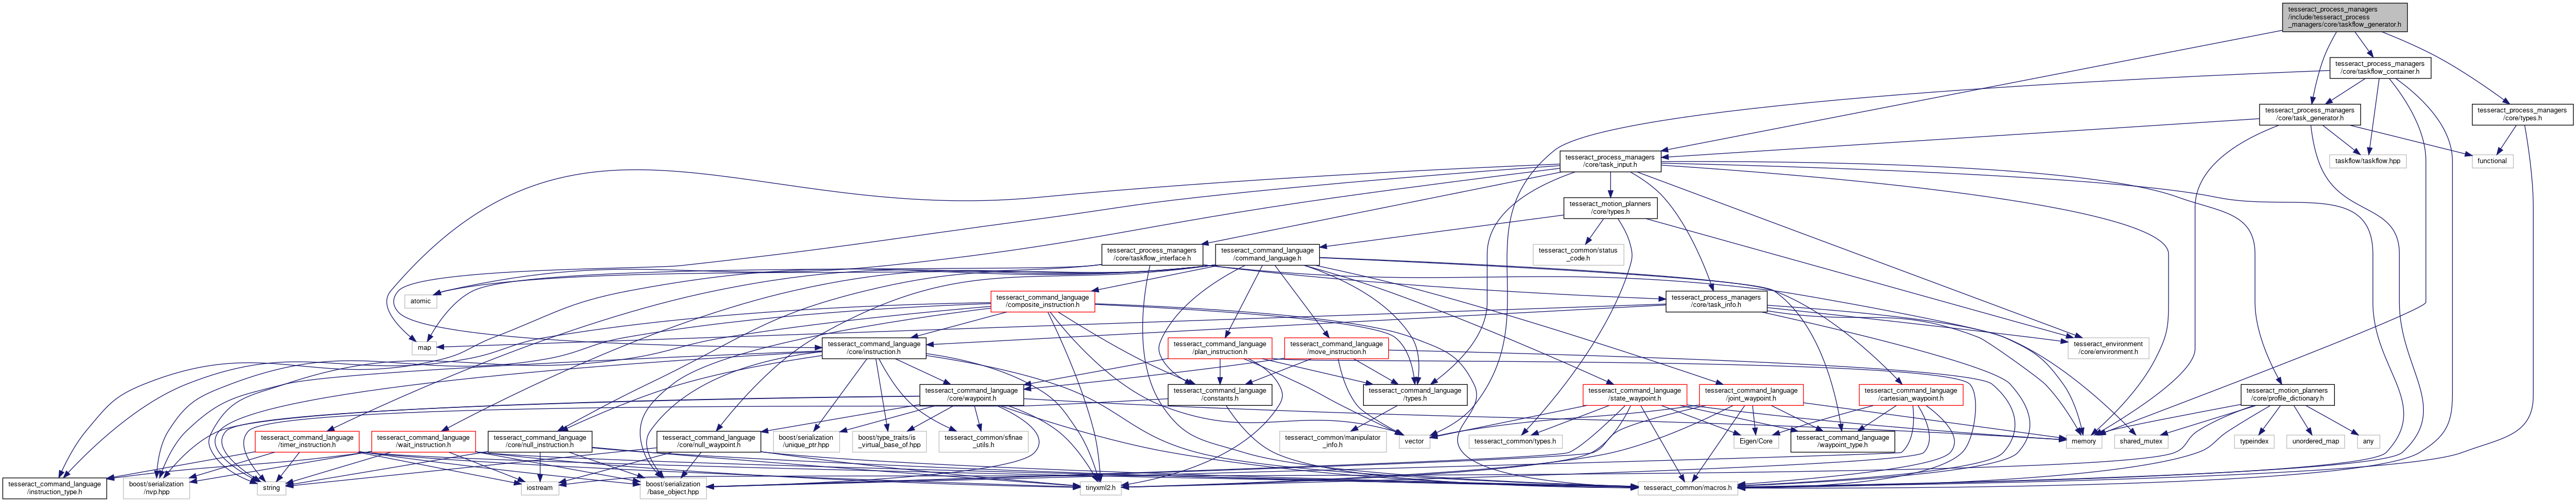 tesseract_process_managers
/include/tesseract_process
_managers/core/taskflow_generator.h
tesseract_process_managers
/core/taskflow_container.h
tesseract_process_managers
/core/task_generator.h
tesseract_process_managers
/core/types.h
tesseract_process_managers
/core/task_input.h
taskflow/taskflow.hpp
functional
tesseract_motion_planners
/core/types.h
tesseract_process_managers
/core/taskflow_interface.h
tesseract_command_language
/command_language.h
tesseract_common/status
_code.h
atomic
tesseract_command_language
/composite_instruction.h
tesseract_process_managers
/core/task_info.h
map
tesseract_command_language
/core/instruction.h
tesseract_command_language
/plan_instruction.h
tesseract_command_language
/move_instruction.h
tesseract_environment
/core/environment.h
tesseract_command_language
/core/waypoint.h
tesseract_command_language
/constants.h
tesseract_command_language
/types.h
tesseract_command_language
/state_waypoint.h
tesseract_command_language
/joint_waypoint.h
tesseract_command_language
/cartesian_waypoint.h
tesseract_motion_planners
/core/profile_dictionary.h
tesseract_command_language
/timer_instruction.h
tesseract_command_language
/wait_instruction.h
tesseract_command_language
/core/null_instruction.h
tesseract_command_language
/core/null_waypoint.h
boost/serialization
/unique_ptr.hpp
boost/type_traits/is
_virtual_base_of.hpp
tesseract_common/sfinae
_utils.h
tesseract_common/manipulator
_info.h
vector
tesseract_common/types.h
Eigen/Core
tesseract_command_language
/waypoint_type.h
memory
shared_mutex
typeindex
unordered_map
any
tesseract_command_language
/instruction_type.h
boost/serialization
/nvp.hpp
string
iostream
boost/serialization
/base_object.hpp
tinyxml2.h
tesseract_common/macros.h